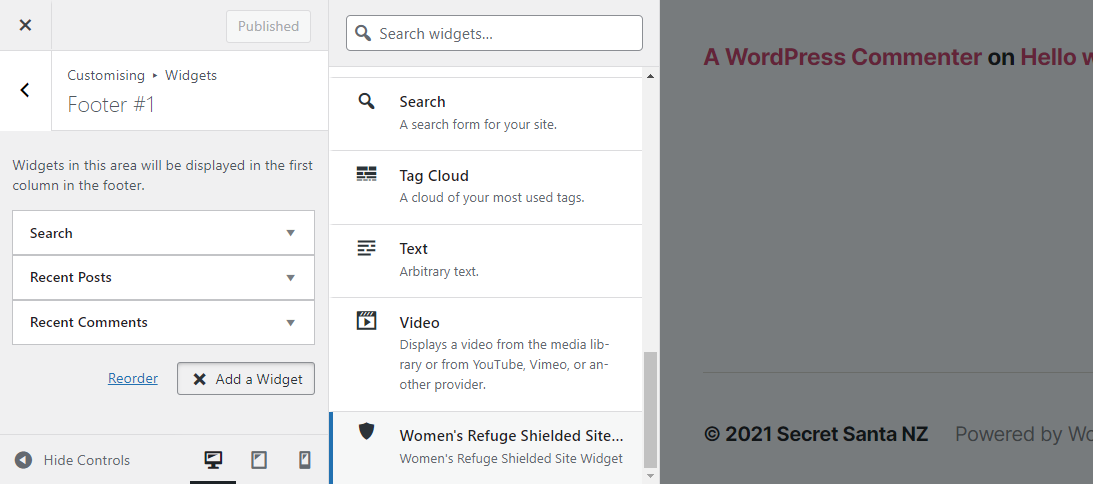 Published
Customising ▸ Widgets
Footer #1
Widgets in this area will be displayed in the first
column in the footer.
Search
Recent Posts
Recent Comments
Reorder
Add a Widget
Hide Controls
Search widgets...
Search
A search form for your site.
Tag Cloud
A cloud of your most used tags.
Text
Arbitrary text.
Video
Displays a video from the media lib-
rary or from YouTube, Vimeo, or an-
other provider.
Women's Refuge Shielded Site...
Women's Refuge Shielded Site Widget
A WordPress Commenter on Hello
© 2021 Secret Santa NZ
Powered by